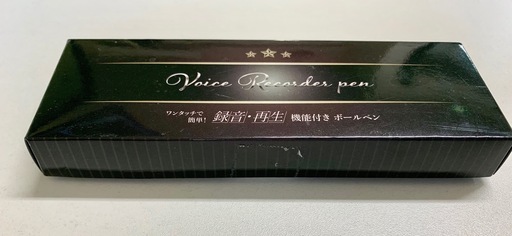 Voice Recorder pen
ワンタッチで簡単! 録音・再生 機能付き ボールペン